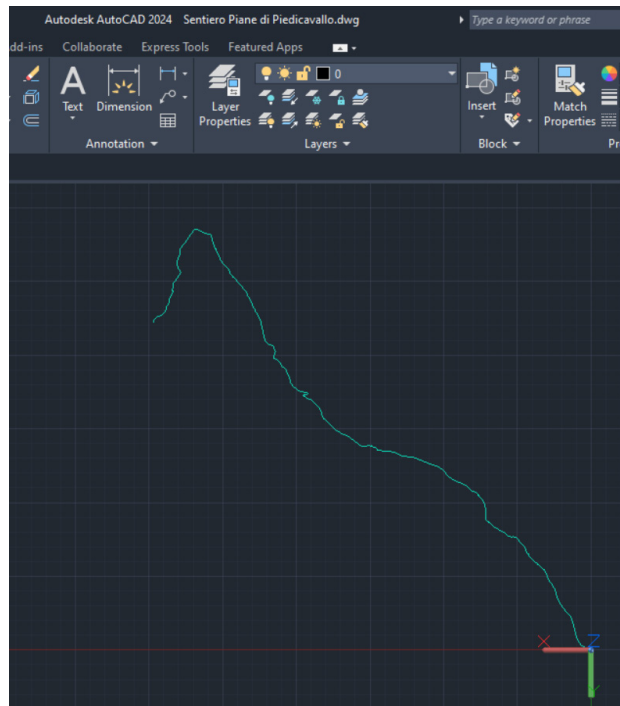 Autodesk AutoCAD 2024 Sentiero Piane di Piedicavallo.dwg
Type a keyword or phrase
dd-ins Collaborate Express Tools Featured Apps
0
Text Dimension
Layer
Properties
Insert
Match
Properties
Annotation Layers Block Pr
X Z Y